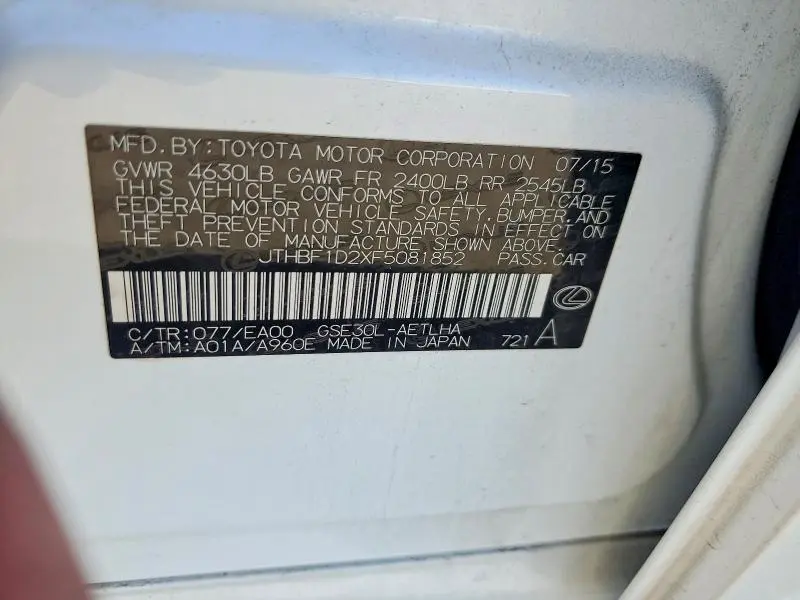 MFD. BY: TOYOTA MOTOR CORPORATION 07/15
GVWR 4630LB GAWR FR 2400LB RR 2545LB
THIS VEHICLE CONFORMS TO ALL APPLICABLE
FEDERAL MOTOR VEHICLE SAFETY, BUMPER, AND
THEFT PREVENTION STANDARDS IN EFFECT ON
THE DATE OF MANUFACTURE SHOWN ABOVE.
JTHBF1D2XF5081852 PASS. CAR
C/TR: 077/EA00 GSE30L-AETLHA
A/TM: A01A/A960E MADE IN JAPAN 721 A